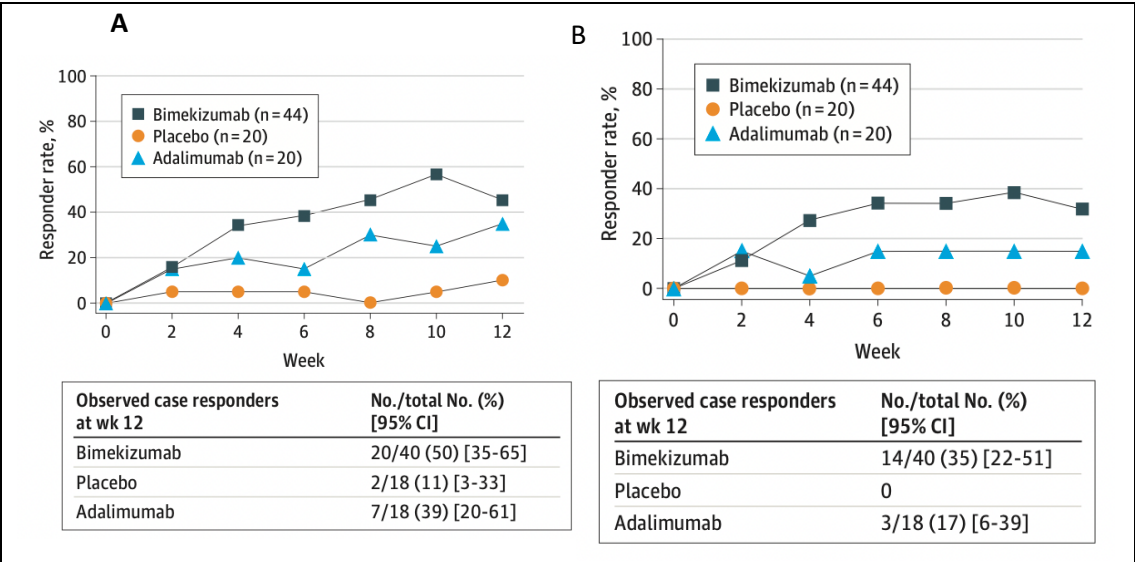 A
Responder rate, %
100
80
60
40
20
0
Bimekizumab (n=44)
Placebo (n=20)
Adalimumab (n=20)
0 2 4 6 8 10 12
Week
Observed case responders
at wk 12
No./total No. (%)
[95% CI]
Bimekizumab 20/40 (50) [35-65]
Placebo 2/18 (11) [3-33]
Adalimumab 7/18 (39) [20-61]
B
Responder rate, %
100
80
60
40
20
0
Bimekizumab (n=44)
Placebo (n=20)
Adalimumab (n=20)
0 2 4 6 8 10 12
Week
Observed case responders
at wk 12
No./total No. (%)
[95% CI]
Bimekizumab 14/40 (35) [22-51]
Placebo 0
Adalimumab 3/18 (17) [6-39]